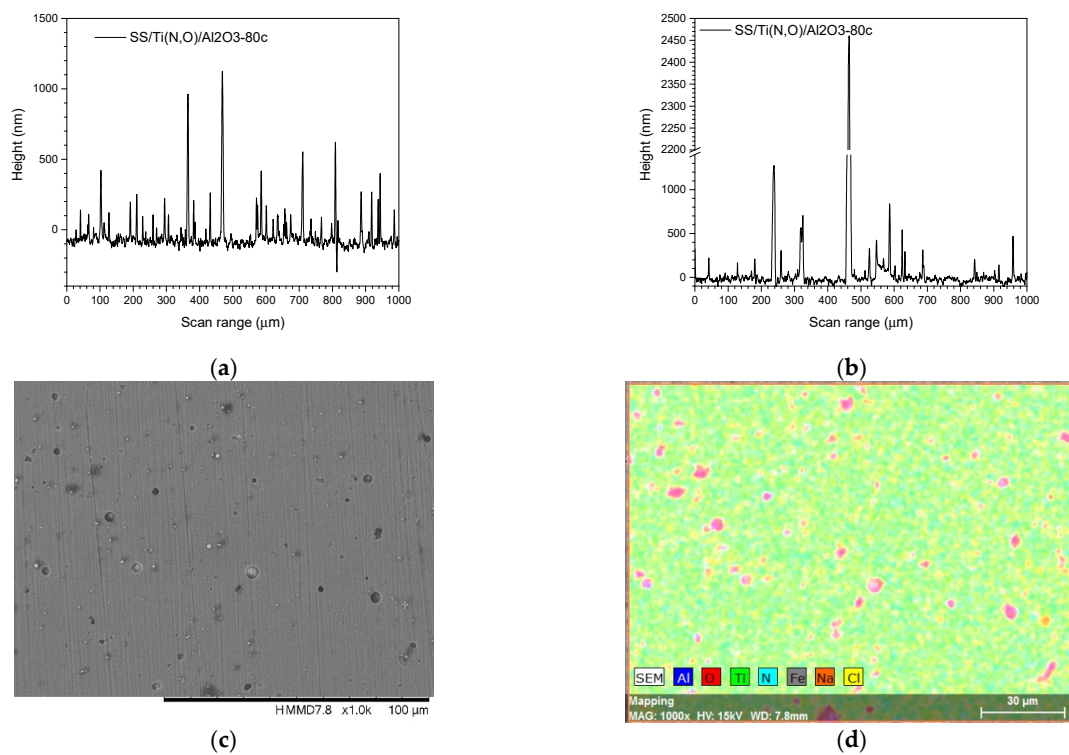 SS/Ti(N,O)/Al2O3-80c
1500
1000
500
0
Height (nm)
0 100 200 300 400 500 600 700 800 900 1000
Scan range (μm)
(a)
SS/Ti(N,O)/Al2O3-80c
2500
2450
2400
2350
2300
2250
2200
1000
500
0
Height (nm)
0 100 200 300 400 500 600 700 800 900 1000
Scan range (μm)
(b)
HMMD7.8 x1.0k 100 μm
(c)
SEM Al O Ti N Fe Na Cl
Mapping 30 μm
MAG: 1000x HV: 15kV WD: 7.8mm
(d)